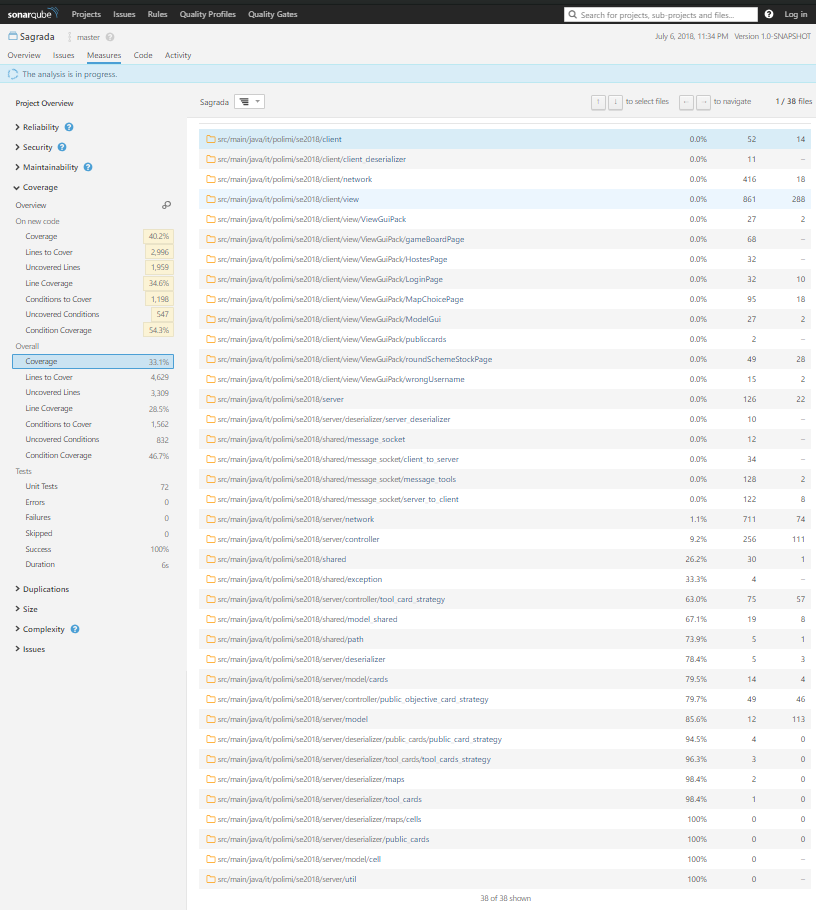 sonarqube Projects Issues Rules Quality Profiles Quality Gates Search for projects, sub-projects and files... ? Log in
Sagrada master ? July 6, 2018, 11:34 PM Version 1.0-SNAPSHOT
Overview Issues Measures Code Activity
The analysis is in progress.
Project Overview
Reliability ?
Security ?
Maintainability ?
Coverage
Overview
On new code
Coverage 40.2%
Lines to Cover 2,996
Uncovered Lines 1,959
Line Coverage 34.6%
Conditions to Cover 1,198
Uncovered Conditions 547
Condition Coverage 54.3%
Overall
Coverage 33.1%
Lines to Cover 4,629
Uncovered Lines 3,309
Line Coverage 28.5%
Conditions to Cover 1,562
Uncovered Conditions 832
Condition Coverage 46.7%
Tests
Unit Tests 72
Errors 0
Failures 0
Skipped 0
Success 100%
Duration 6s
Duplications
Size
Complexity ?
Issues
Sagrada ↑ ↓ to select files ← → to navigate 1 / 38 files
src/main/java/it/polimi/se2018/client 0.0% 52 14
src/main/java/it/polimi/se2018/client/client_deserializer 0.0% 11 –
src/main/java/it/polimi/se2018/client/network 0.0% 416 18
src/main/java/it/polimi/se2018/client/view 0.0% 861 288
src/main/java/it/polimi/se2018/client/view/ViewGuiPack 0.0% 27 2
src/main/java/it/polimi/se2018/client/view/ViewGuiPack/gameBoardPage 0.0% 68 –
src/main/java/it/polimi/se2018/client/view/ViewGuiPack/HostesPage 0.0% 32 –
src/main/java/it/polimi/se2018/client/view/ViewGuiPack/LoginPage 0.0% 32 10
src/main/java/it/polimi/se2018/client/view/ViewGuiPack/MapChoicePage 0.0% 95 18
src/main/java/it/polimi/se2018/client/view/ViewGuiPack/ModelGui 0.0% 27 2
src/main/java/it/polimi/se2018/client/view/ViewGuiPack/publiccards 0.0% 2 –
src/main/java/it/polimi/se2018/client/view/ViewGuiPack/roundSchemeStockPage 0.0% 49 28
src/main/java/it/polimi/se2018/client/view/ViewGuiPack/wrongUsername 0.0% 15 2
src/main/java/it/polimi/se2018/server 0.0% 126 22
src/main/java/it/polimi/se2018/server/deserializer/server_deserializer 0.0% 10 –
src/main/java/it/polimi/se2018/shared/message_socket 0.0% 12 –
src/main/java/it/polimi/se2018/shared/message_socket/client_to_server 0.0% 34 –
src/main/java/it/polimi/se2018/shared/message_socket/message_tools 0.0% 128 2
src/main/java/it/polimi/se2018/shared/message_socket/server_to_client 0.0% 122 8
src/main/java/it/polimi/se2018/server/network 1.1% 711 74
src/main/java/it/polimi/se2018/server/controller 9.2% 256 111
src/main/java/it/polimi/se2018/shared 26.2% 30 1
src/main/java/it/polimi/se2018/shared/exception 33.3% 4 –
src/main/java/it/polimi/se2018/server/controller/tool_card_strategy 63.0% 75 57
src/main/java/it/polimi/se2018/shared/model_shared 67.1% 19 8
src/main/java/it/polimi/se2018/shared/path 73.9% 5 1
src/main/java/it/polimi/se2018/server/deserializer 78.4% 5 3
src/main/java/it/polimi/se2018/server/model/cards 79.5% 14 4
src/main/java/it/polimi/se2018/server/controller/public_objective_card_strategy 79.7% 49 46
src/main/java/it/polimi/se2018/server/model 85.6% 12 113
src/main/java/it/polimi/se2018/server/deserializer/public_cards/public_card_strategy 94.5% 4 0
src/main/java/it/polimi/se2018/server/deserializer/tool_cards/tool_cards_strategy 96.3% 3 0
src/main/java/it/polimi/se2018/server/deserializer/maps 98.4% 2 0
src/main/java/it/polimi/se2018/server/deserializer/tool_cards 98.4% 1 0
src/main/java/it/polimi/se2018/server/deserializer/maps/cells 100% 0 0
src/main/java/it/polimi/se2018/server/deserializer/public_cards 100% 0 0
src/main/java/it/polimi/se2018/server/model/cell 100% 0 –
src/main/java/it/polimi/se2018/server/util 100% 0 –
38 of 38 shown